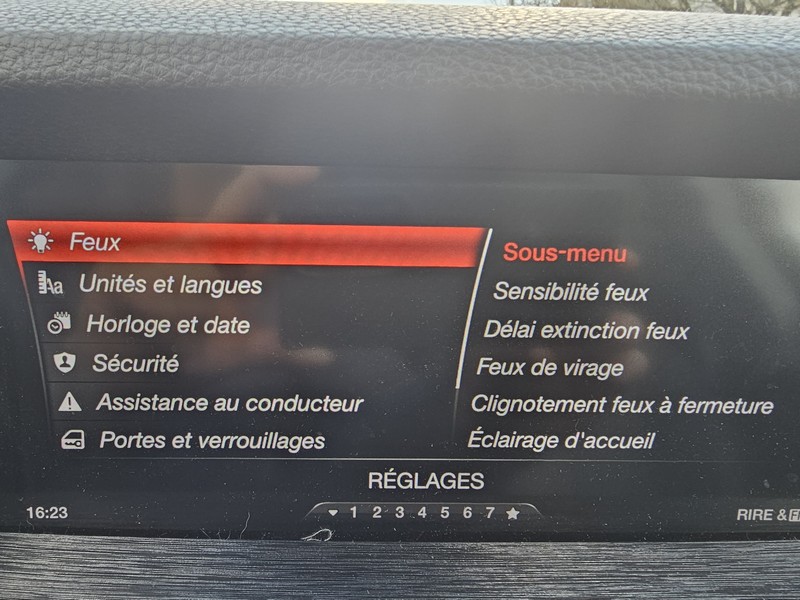 Feux
Unités et langues
Horloge et date
Sécurité
Assistance au conducteur
Portes et verrouillages
Sous-menu
Sensibilité feux
Délai extinction feux
Feux de virage
Clignotement feux à fermeture
Éclairage d'accueil
RÉGLAGES
16:23
1 2 3 4 5 6 7
RIRE &